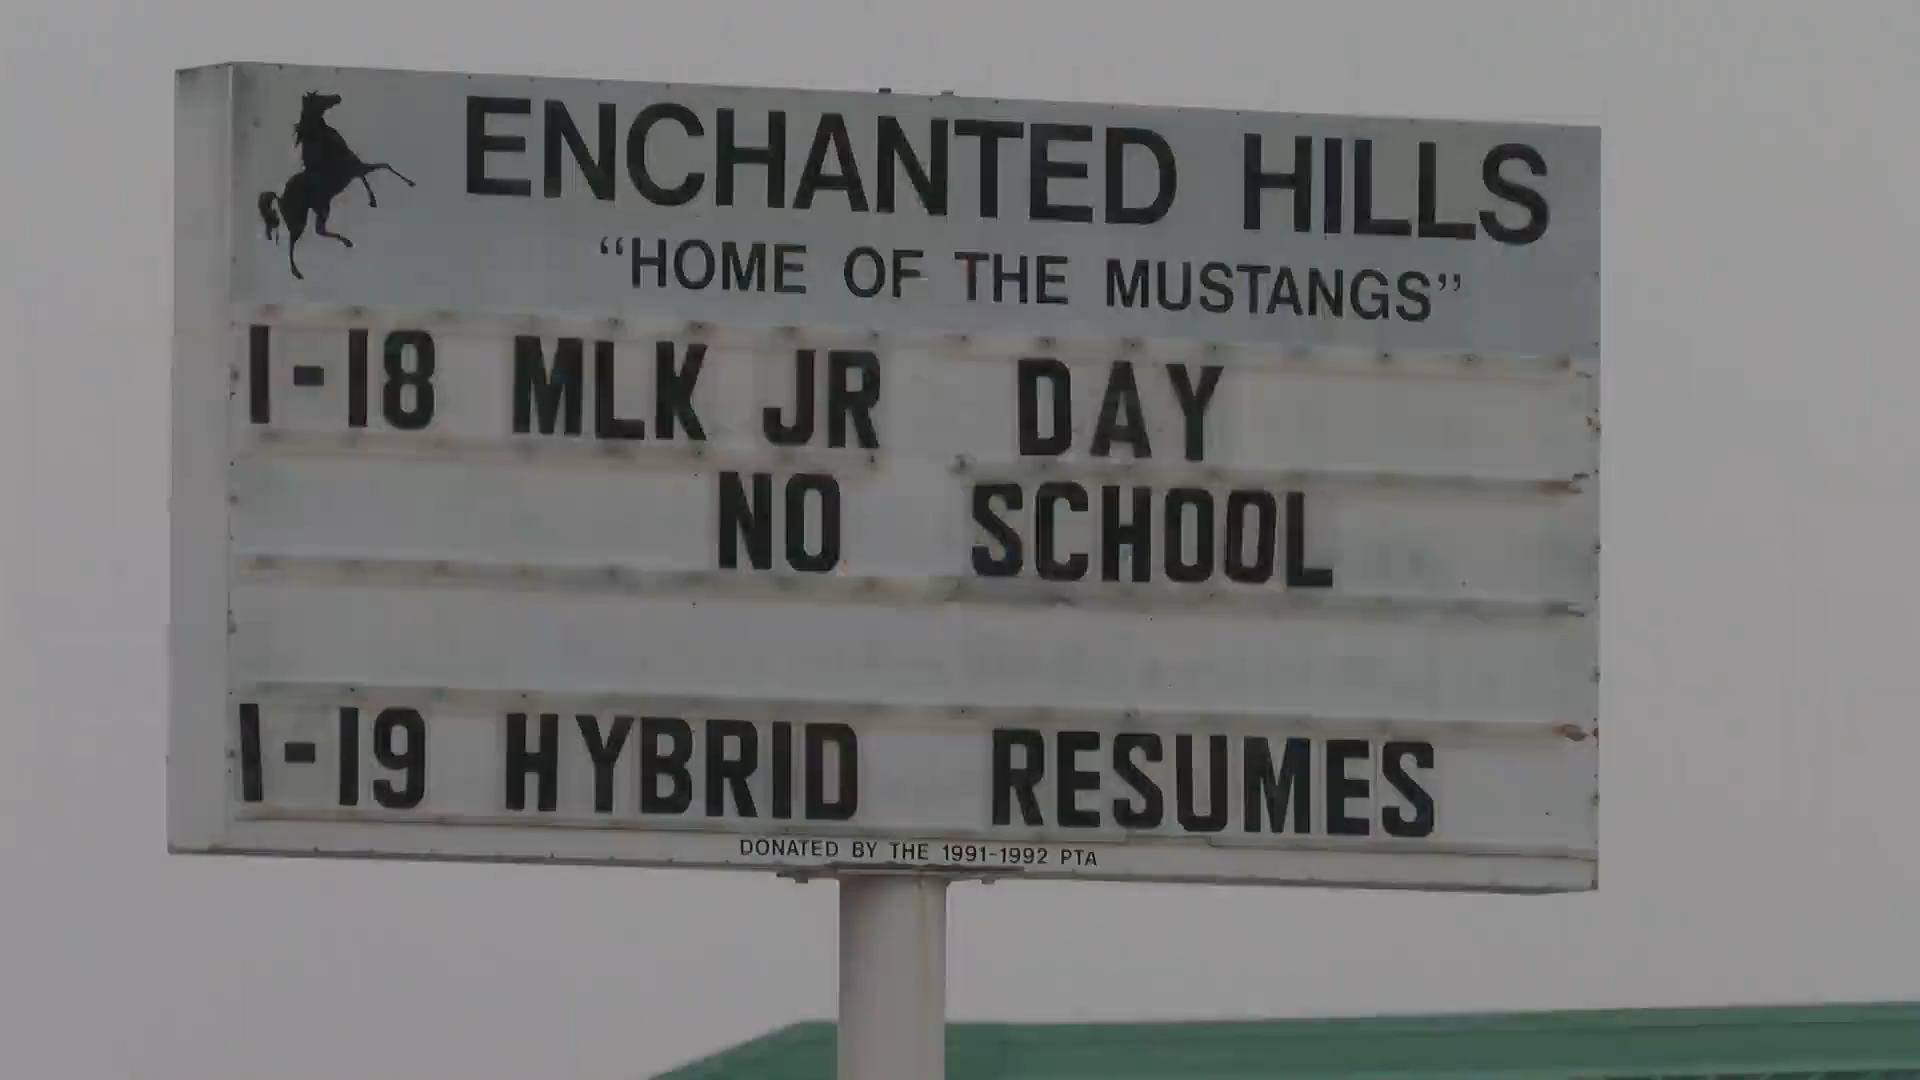 ENCHANTED HILLS
“HOME OF THE MUSTANGS”
1-18 MLK JR DAY
NO SCHOOL
1-19 HYBRID RESUMES
DONATED BY THE 1991-1992 PTA